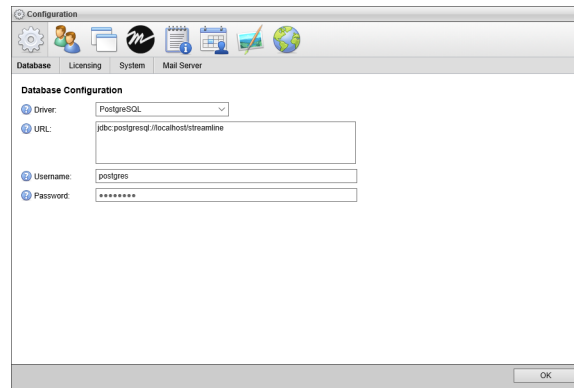 Configuration
Database Licensing System Mail Server
Database Configuration
Driver: PostgreSQL
URL: jdbc:postgresql://localhost/streamline
Username: postgres
Password: ●●●●●●●●
OK